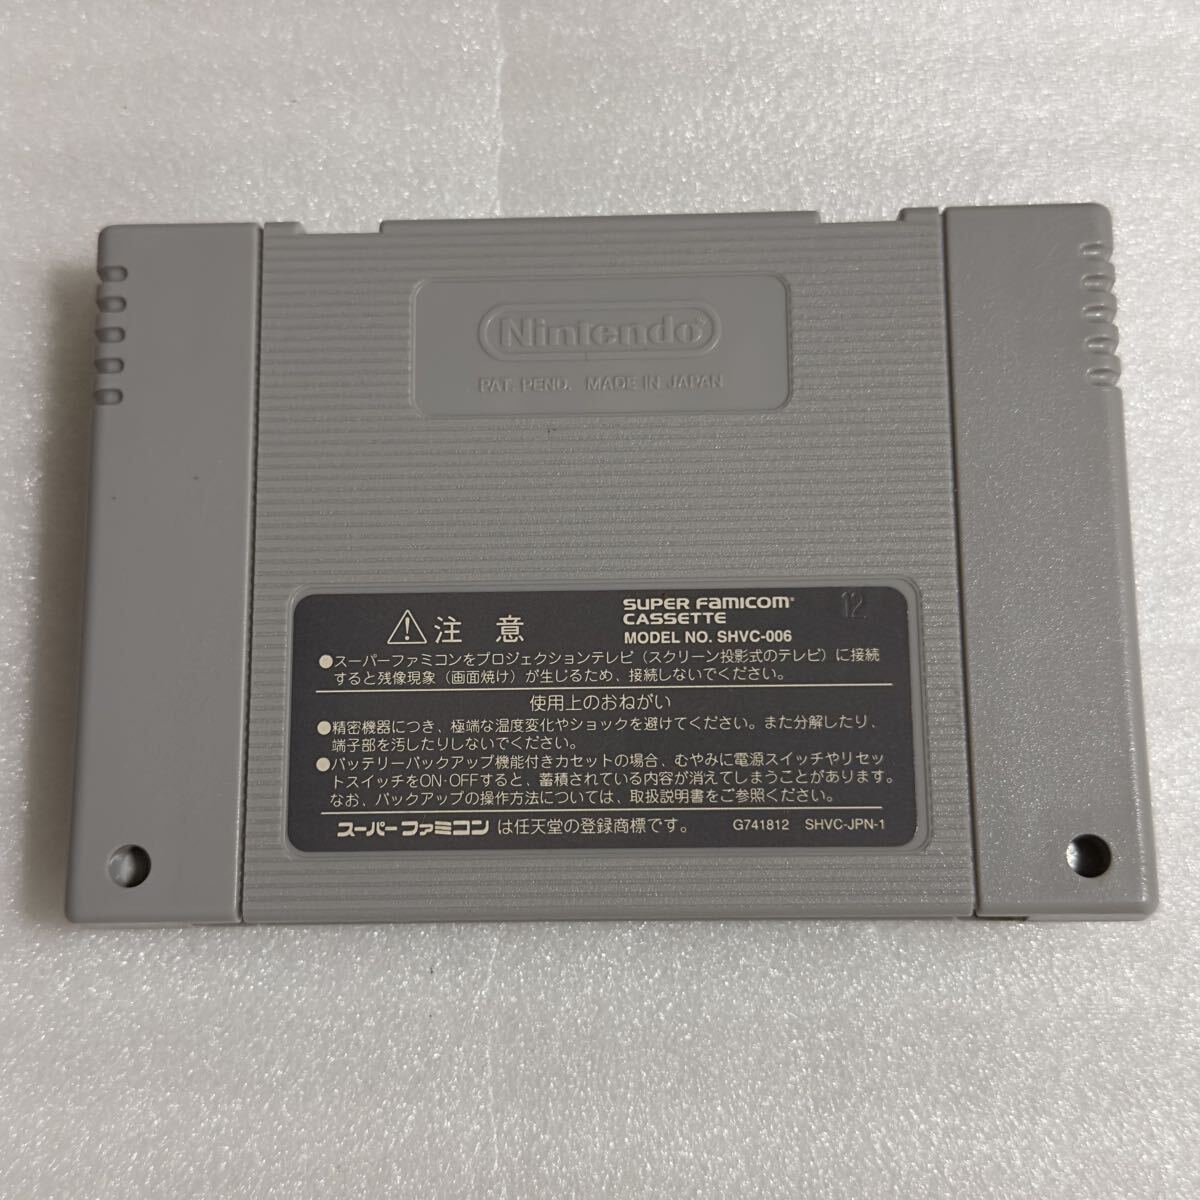 Nintendo
PAT. PEND. MADE IN JAPAN
SUPER FAMICOM
CASSETTE
MODEL NO. SHVC-006
12
⚠注 意
●スーパーファミコンをプロジェクションテレビ(スクリーン投影式のテレビ)に接続
すると残像現象(画面焼け)が生じるため、接続しないでください。
使用上のおねがい
●精密機器につき、極端な温度変化やショックを避けてください。また分解したり、
端子部を汚したりしないでください。
●バッテリーバックアップ機能付きカセットの場合、むやみに電源スイッチやリセッ
トスイッチをON・OFFすると、蓄積されている内容が消えてしまうことがあります。
なお、バックアップの操作方法については、取扱説明書をご参照ください。
スーパーファミコン は任天堂の登録商標です。 G741812 SHVC-JPN-1